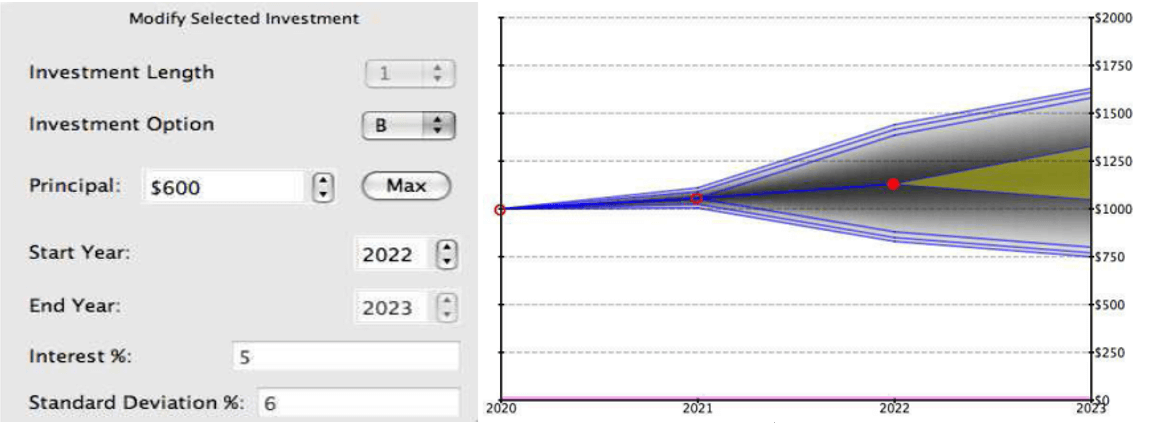 Modify Selected Investment
Investment Length 1
Investment Option B
Principal: $600 Max
Start Year: 2022
End Year: 2023
Interest %: 5
Standard Deviation %: 6
$2000
$1750
$1500
$1250
$1000
$750
$500
$250
$0
2020 2021 2022 2023